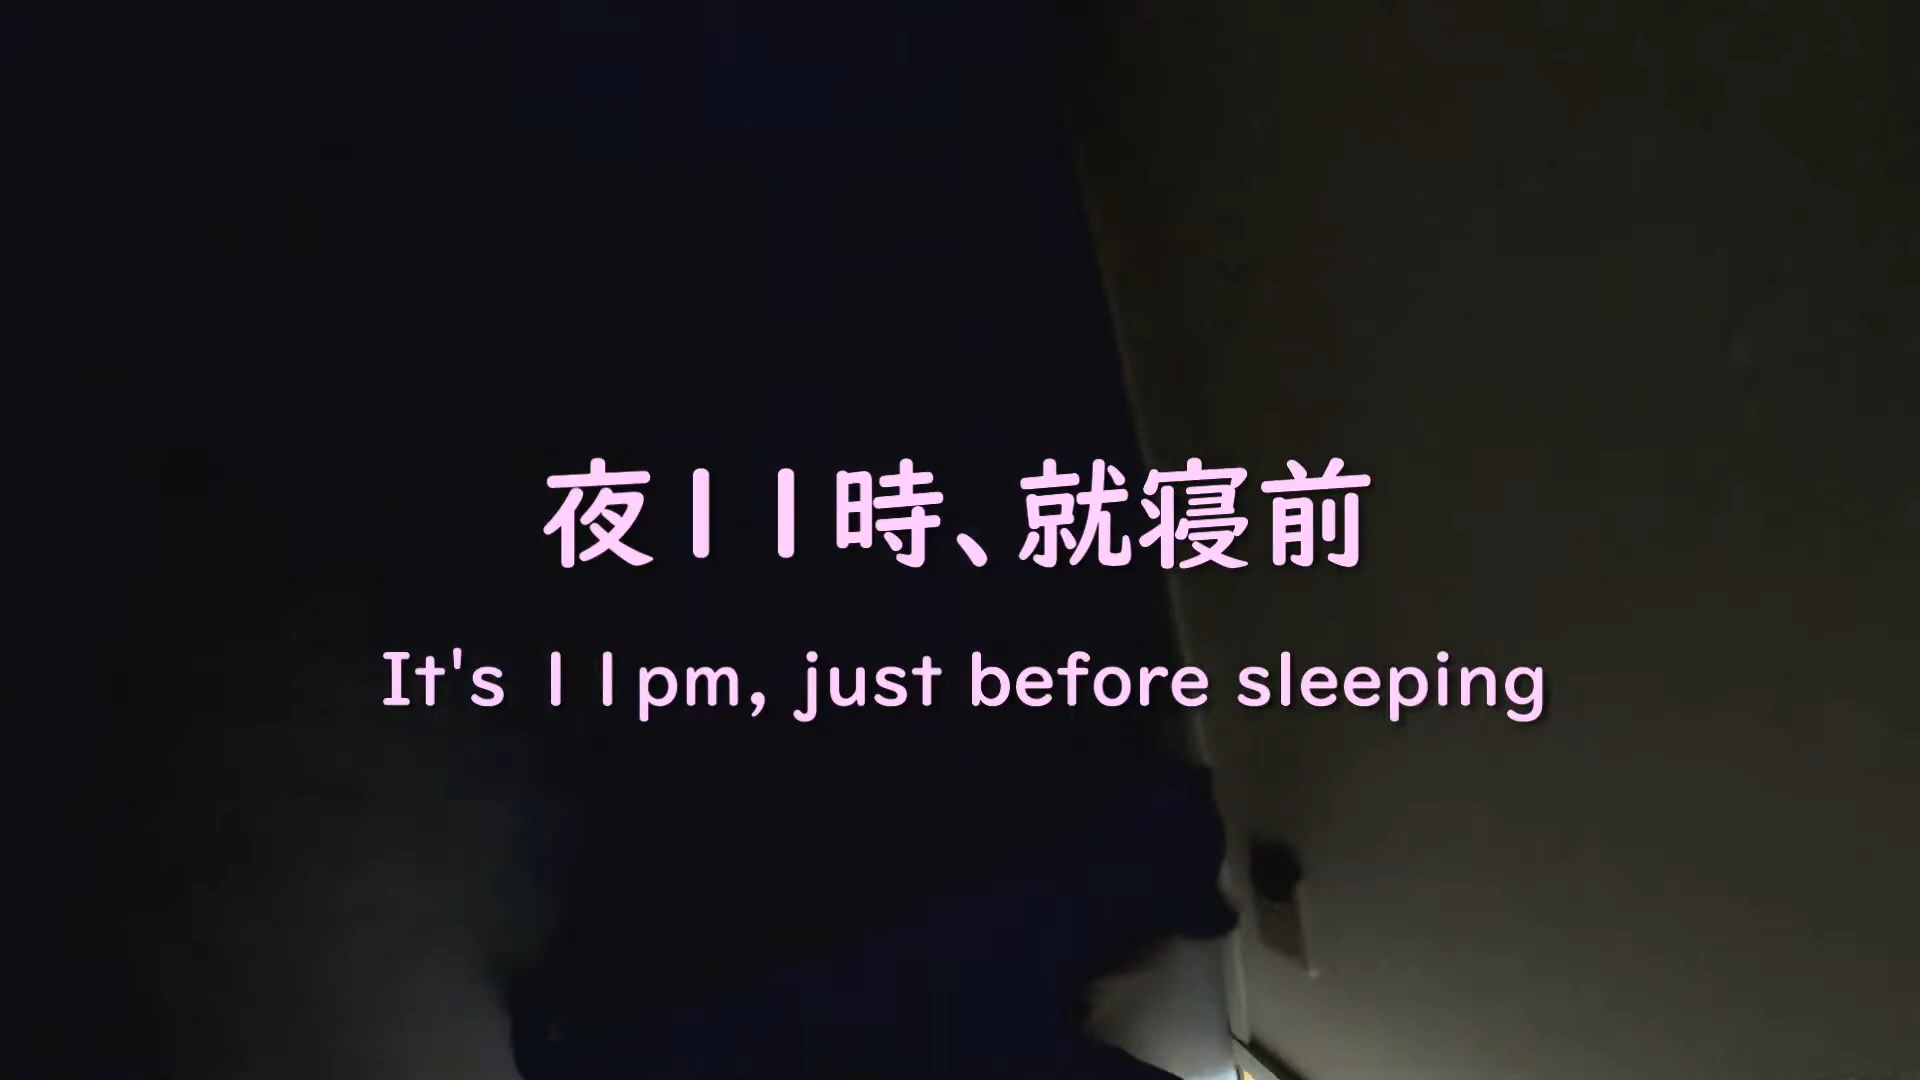 夜11時、就寝前
It's 11pm, just before sleeping